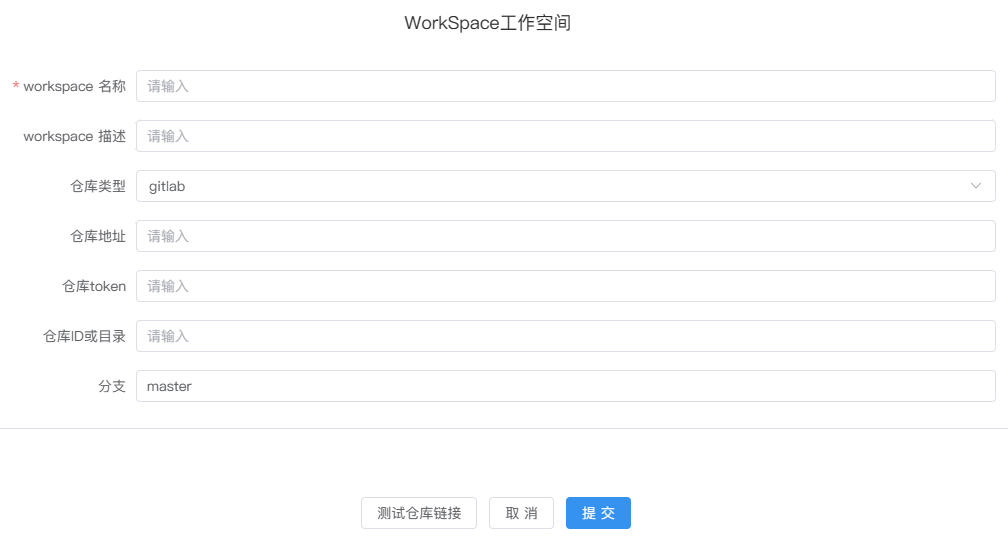 WorkSpace工作空间
* workspace 名称 请输入
workspace 描述 请输入
仓库类型 gitlab
仓库地址 请输入
仓库token 请输入
仓库ID或目录 请输入
分支 master
测试仓库链接 取 消 提 交